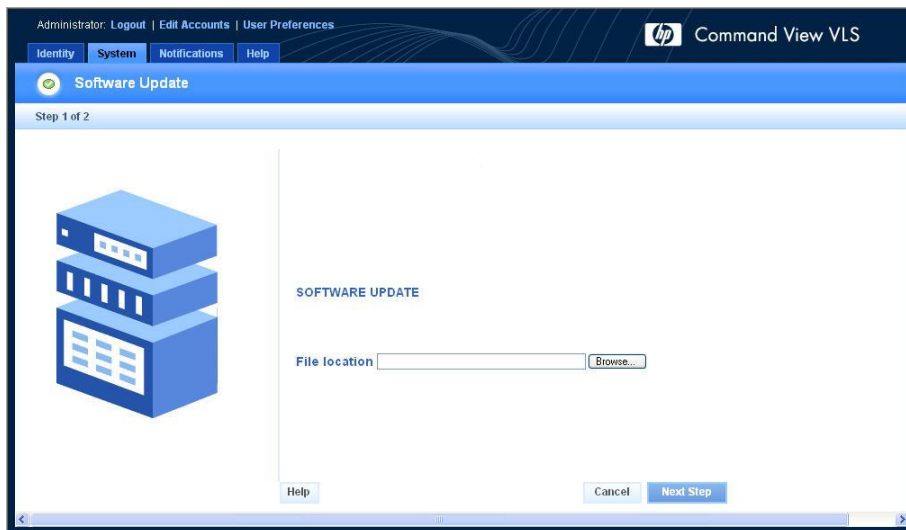 Administrator: Logout | Edit Accounts | User Preferences
hp Command View VLS
Identity System Notifications Help
Software Update
Step 1 of 2
SOFTWARE UPDATE
File location Browse...
Help Cancel Next Step